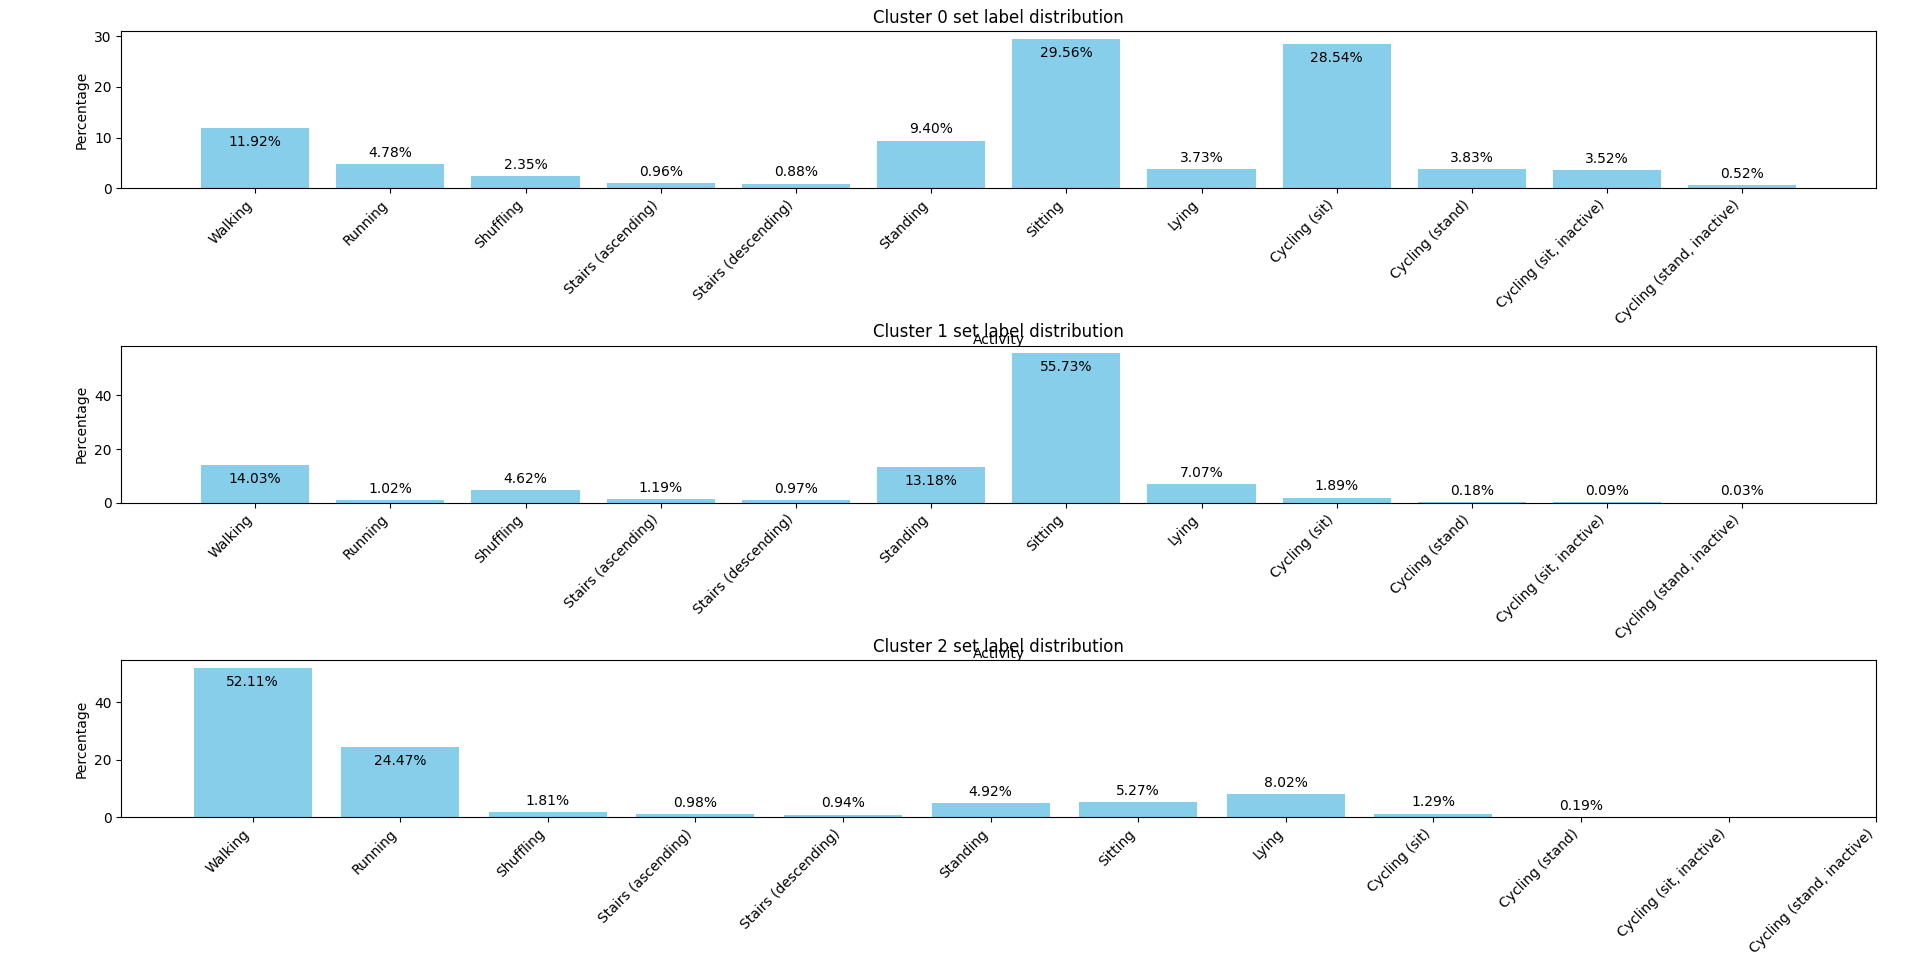 Cluster 0 set label distribution
Percentage
30
20
10
0
11.92%
4.78%
2.35%
0.96%
0.88%
9.40%
29.56%
3.73%
28.54%
3.83%
3.52%
0.52%
Walking
Running
Shuffling
Stairs (ascending)
Stairs (descending)
Standing
Sitting
Lying
Cycling (sit)
Cycling (stand)
Cycling (sit, inactive)
Cycling (stand, inactive)
Activity
Cluster 1 set label distribution
Percentage
40
20
0
14.03%
1.02%
4.62%
1.19%
0.97%
13.18%
55.73%
7.07%
1.89%
0.18%
0.09%
0.03%
Walking
Running
Shuffling
Stairs (ascending)
Stairs (descending)
Standing
Sitting
Lying
Cycling (sit)
Cycling (stand)
Cycling (sit, inactive)
Cycling (stand, inactive)
Activity
Cluster 2 set label distribution
Percentage
40
20
0
52.11%
24.47%
1.81%
0.98%
0.94%
4.92%
5.27%
8.02%
1.29%
0.19%
Walking
Running
Shuffling
Stairs (ascending)
Stairs (descending)
Standing
Sitting
Lying
Cycling (sit)
Cycling (stand)
Cycling (sit, inactive)
Cycling (stand, inactive)